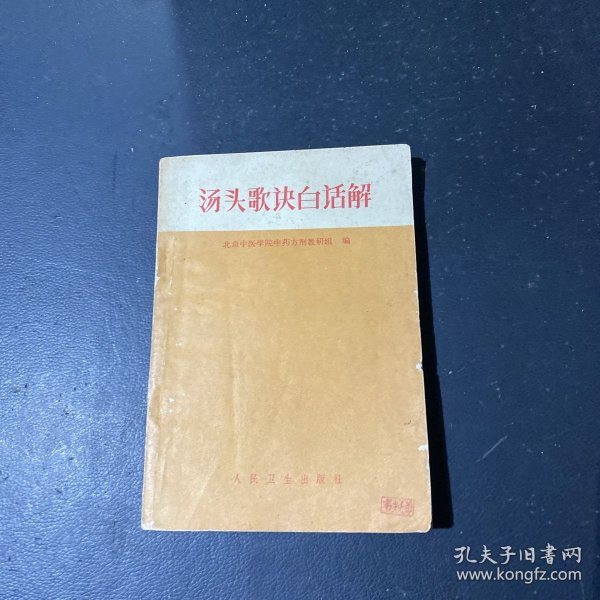 汤头歌诀白话解
北京中医学院中药方剂教研组 编
人民卫生出版社
孔夫子旧书网
www.kongfz.com